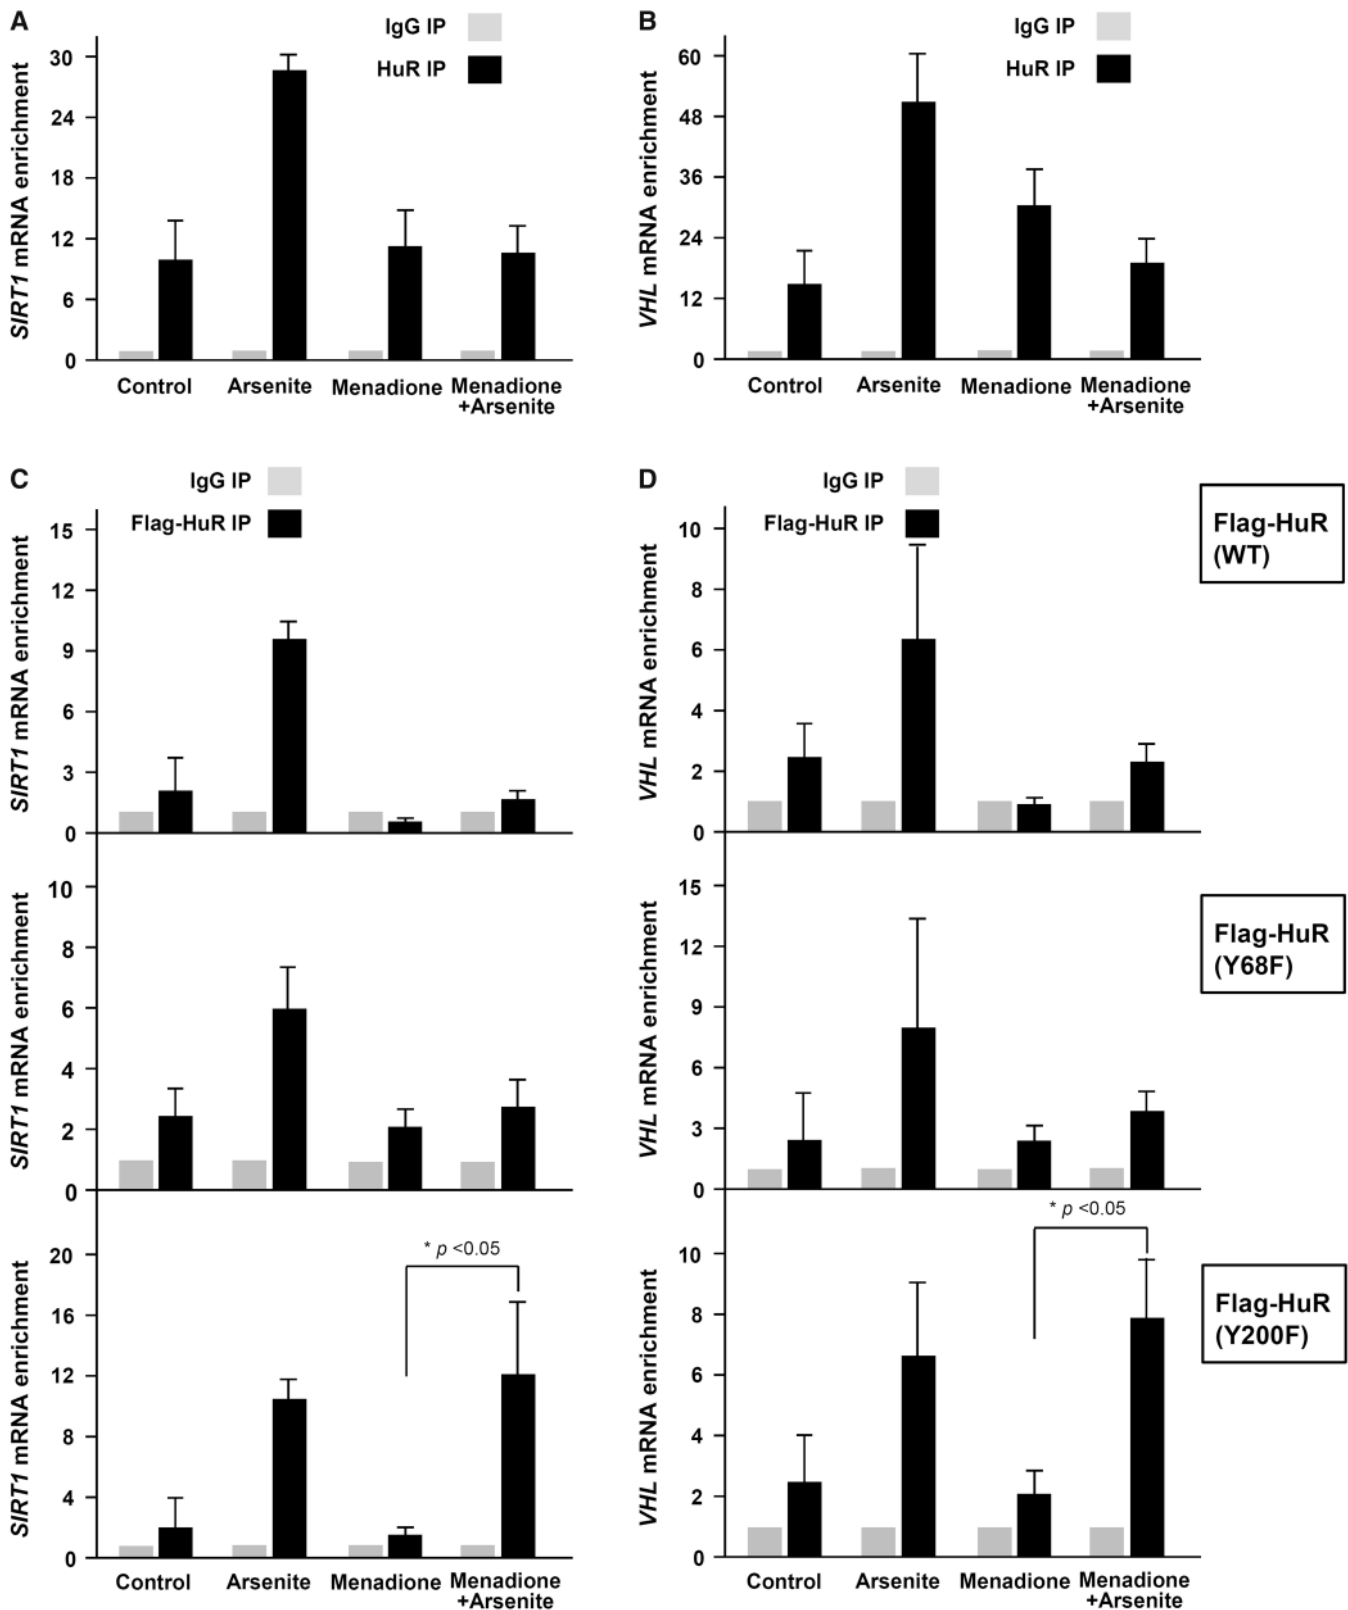 A
IgG IP
HuR IP
SIRT1 mRNA enrichment
30
24
18
12
6
0
Control
Arsenite
Menadione
Menadione
+Arsenite
B
IgG IP
HuR IP
VHL mRNA enrichment
60
48
36
24
12
0
Control
Arsenite
Menadione
Menadione
+Arsenite
C
IgG IP
Flag-HuR IP
SIRT1 mRNA enrichment
15
12
9
6
3
0
D
IgG IP
Flag-HuR IP
VHL mRNA enrichment
10
8
6
4
2
0
Flag-HuR
(WT)
SIRT1 mRNA enrichment
10
8
6
4
2
0
VHL mRNA enrichment
15
12
9
6
3
0
Flag-HuR
(Y68F)
SIRT1 mRNA enrichment
20
16
12
8
4
0
* p <0.05
Control
Arsenite
Menadione
Menadione
+Arsenite
VHL mRNA enrichment
10
8
6
4
2
0
* p <0.05
Control
Arsenite
Menadione
Menadione
+Arsenite
Flag-HuR
(Y200F)